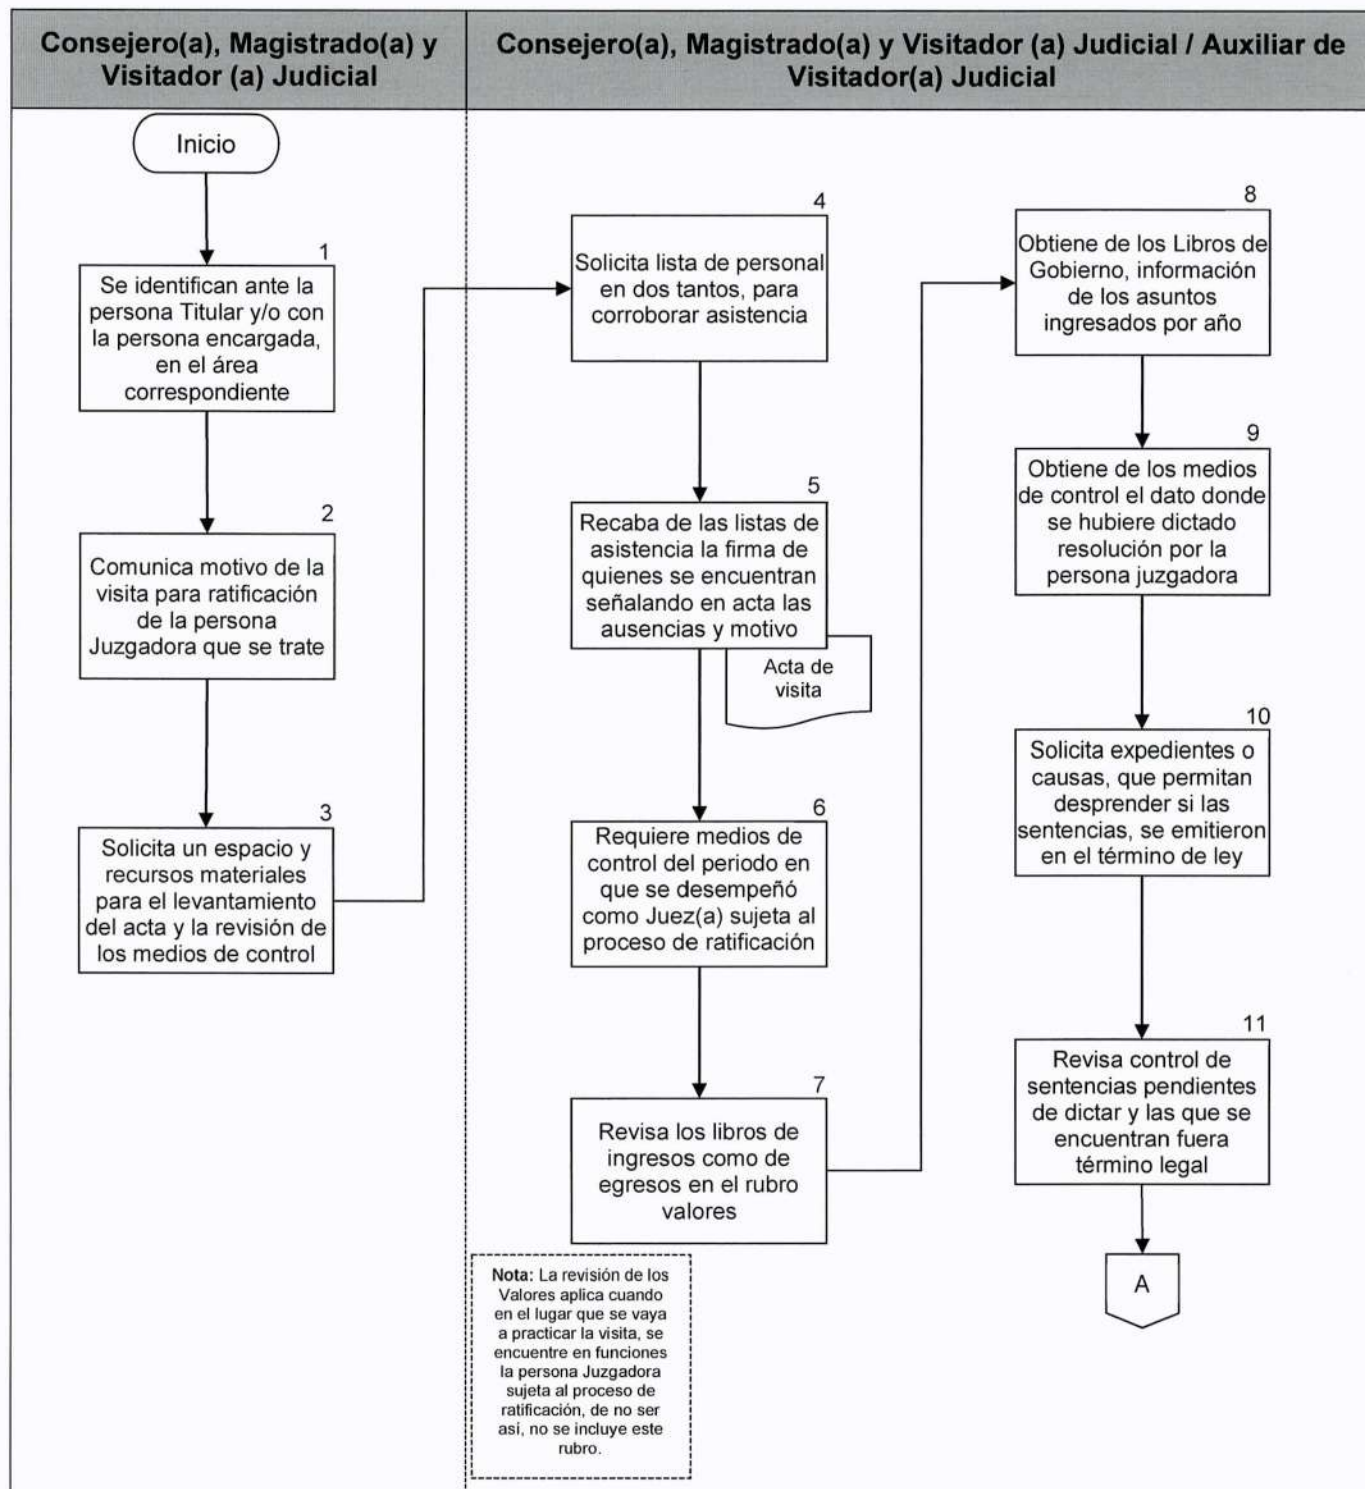 Consejero(a), Magistrado(a) y
Visitador (a) Judicial
Consejero(a), Magistrado(a) y Visitador (a) Judicial / Auxiliar de
Visitador(a) Judicial
Inicio
1
Se identifican ante la
persona Titular y/o con
la persona encargada,
en el área
correspondiente
2
Comunica motivo de la
visita para ratificación
de la persona
Juzgadora que se trate
3
Solicita un espacio y
recursos materiales
para el levantamiento
del acta y la revisión de
los medios de control
4
Solicita lista de personal
en dos tantos, para
corroborar asistencia
5
Recaba de las listas de
asistencia la firma de
quienes se encuentran
señalando en acta las
ausencias y motivo
Acta de
visita
6
Requiere medios de
control del periodo en
que se desempeñó
como Juez(a) sujeta al
proceso de ratificación
7
Revisa los libros de
ingresos como de
egresos en el rubro
valores
Nota: La revisión de los
Valores aplica cuando
en el lugar que se vaya
a practicar la visita, se
encuentre en funciones
la persona Juzgadora
sujeta al proceso de
ratificación, de no ser
así, no se incluye este
rubro.
8
Obtiene de los Libros de
Gobierno, información
de los asuntos
ingresados por año
9
Obtiene de los medios
de control el dato donde
se hubiere dictado
resolución por la
persona juzgadora
10
Solicita expedientes o
causas, que permitan
desprender si las
sentencias, se emitieron
en el término de ley
11
Revisa control de
sentencias pendientes
de dictar y las que se
encuentran fuera
término legal
A